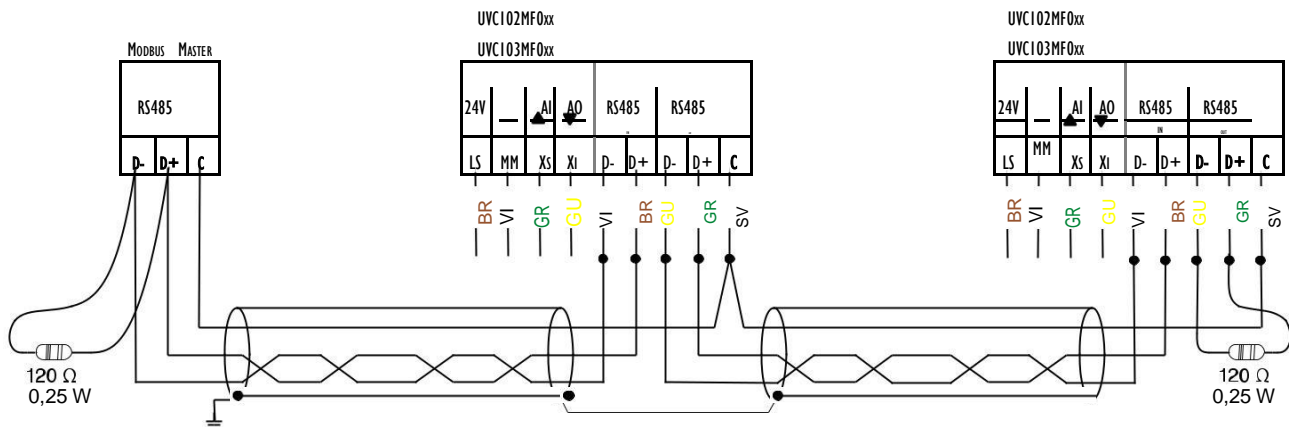 UVC102MF0xx
UVC103MF0xx
MODBUS MASTER
RS485
D- D+ C
24V AI AO RS485 RS485
LS MM XS XI D- D+ D- D+ C
BR VI GR GU VI BR GU GR SV
UVC102MF0xx
UVC103MF0xx
24V AI AO RS485 RS485
IN OUT
LS MM XS XI D- D+ D- D+ C
BR VI GR GU VI BR GU GR SV
120 Ω
0,25 W
120 Ω
0,25 W